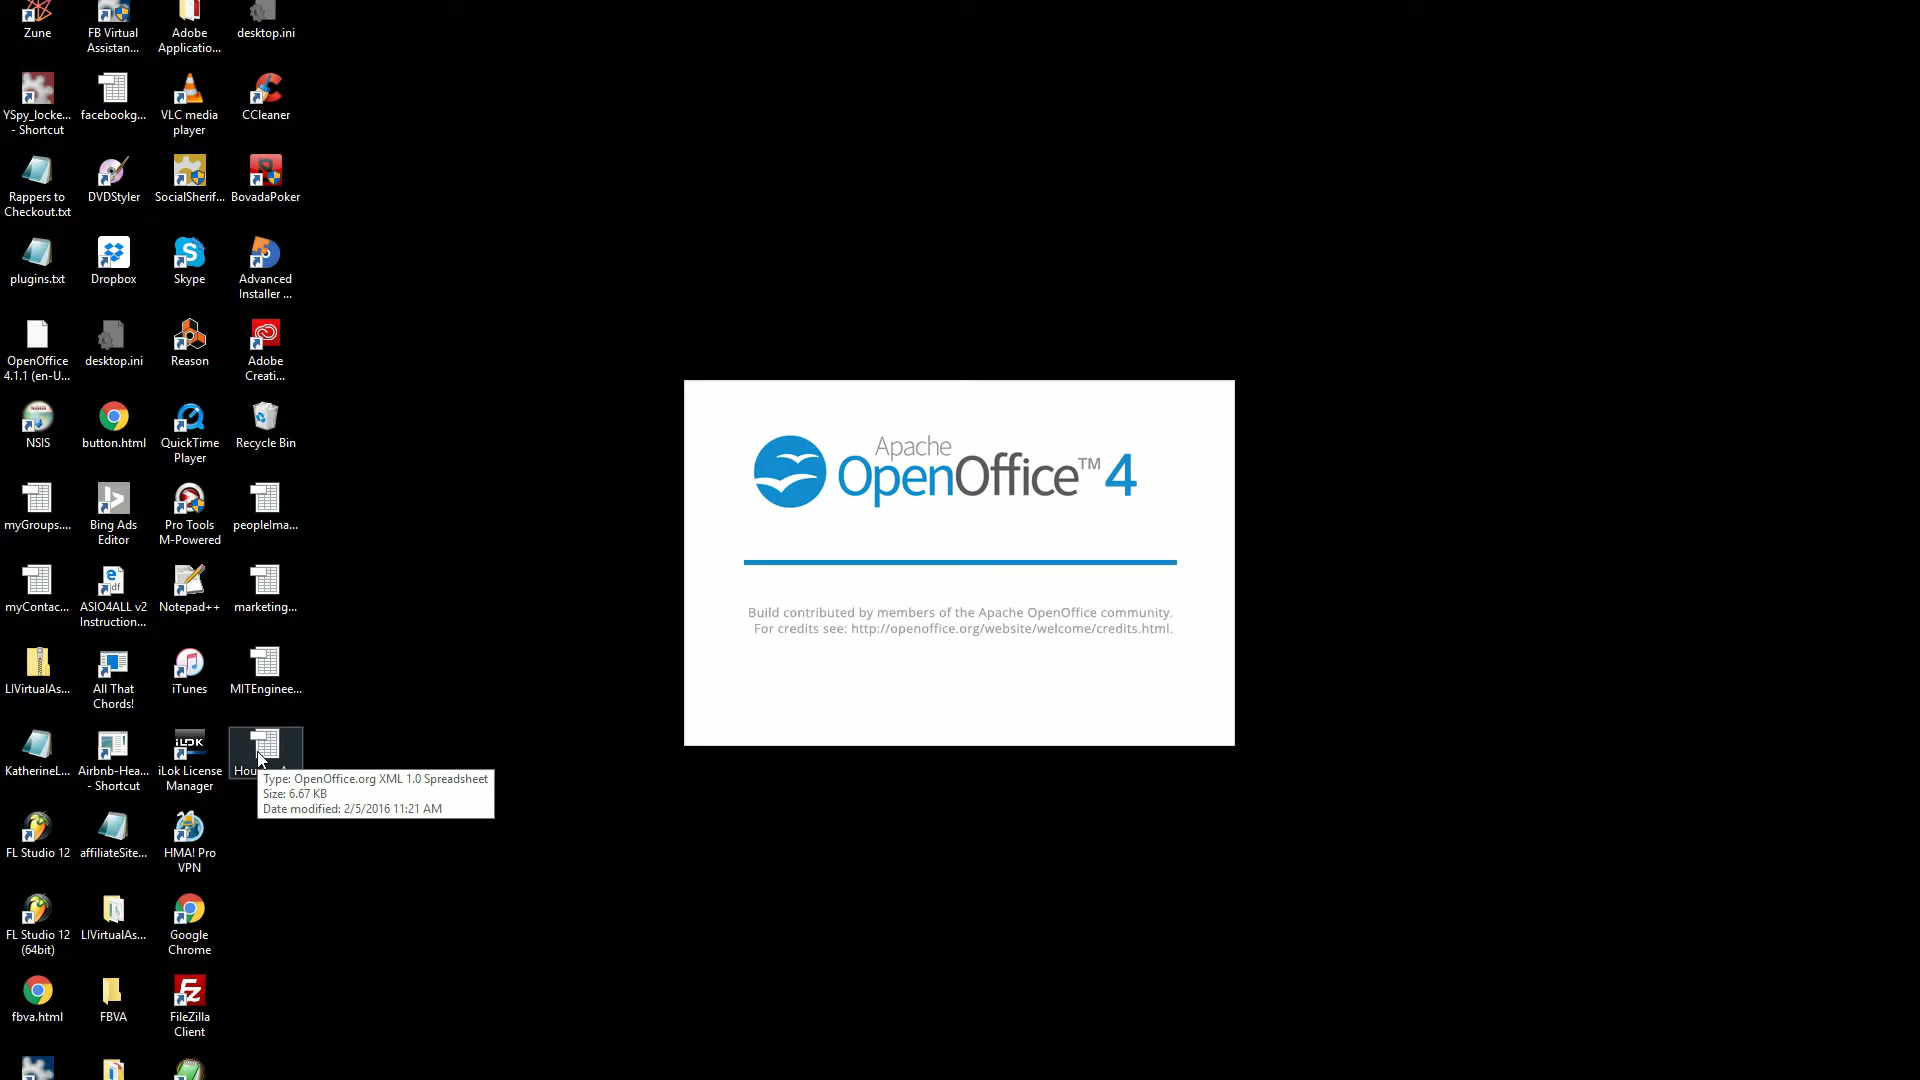 Zune
FB Virtual
Assistan...
Adobe
Applicatio...
desktop.ini
YSpy_locke...
- Shortcut
facebookg...
VLC media
player
CCleaner
Rappers to
Checkout.txt
DVDStyler
SocialSherif...
BovadaPoker
plugins.txt
Dropbox
Skype
Advanced
Installer ...
OpenOffice
4.1.1 (en-U...
desktop.ini
Reason
Adobe
Creati...
NSIS
button.html
QuickTime
Player
Recycle Bin
myGroups....
Bing Ads
Editor
Pro Tools
M-Powered
peopleIma...
myContac...
ASIO4ALL v2
Instruction...
Notepad++
marketing...
LIVirtualAs...
All That
Chords!
iTunes
MITEnginee...
KatherineL...
Airbnb-Hea...
- Shortcut
iLOK
iLok License
Manager
Type: OpenOffice.org XML 1.0 Spreadsheet
Size: 6.67 KB
Date modified: 2/5/2016 11:21 AM
FL Studio 12
affiliateSite...
HMA! Pro
VPN
FL Studio 12
(64bit)
LIVirtualAs...
Google
Chrome
fbva.html
FBVA
FileZilla
Client
Apache
OpenOffice™ 4
Build contributed by members of the Apache OpenOffice community.
For credits see: http://openoffice.org/website/welcome/credits.html.